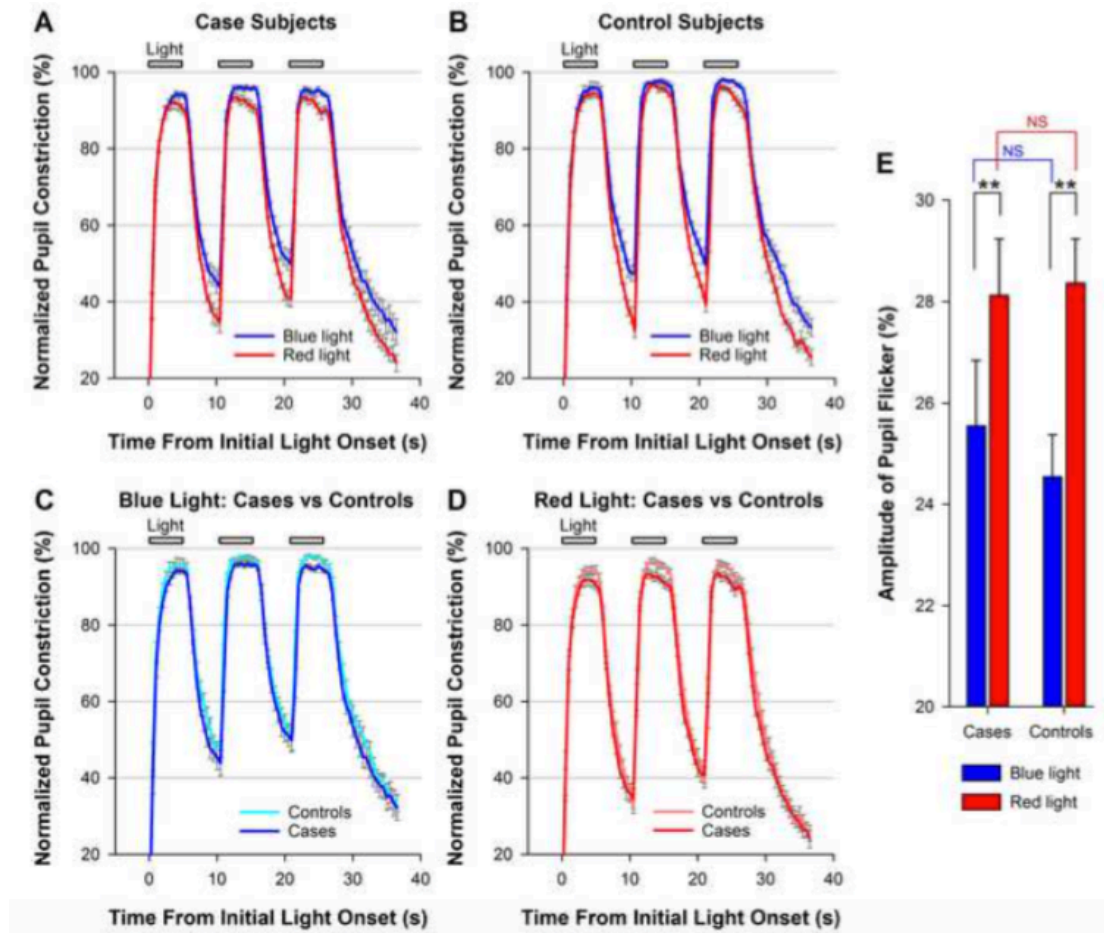 A
Case Subjects
Light
Normalized Pupil Constriction (%)
100
80
60
40
20
Blue light
Red light
0 10 20 30 40
Time From Initial Light Onset (s)
B
Control Subjects
Light
Normalized Pupil Constriction (%)
100
80
60
40
20
Blue light
Red light
0 10 20 30 40
Time From Initial Light Onset (s)
C
Blue Light: Cases vs Controls
Light
Normalized Pupil Constriction (%)
100
80
60
40
20
Controls
Cases
0 10 20 30 40
Time From Initial Light Onset (s)
D
Red Light: Cases vs Controls
Light
Normalized Pupil Constriction (%)
100
80
60
40
20
Controls
Cases
0 10 20 30 40
Time From Initial Light Onset (s)
E
NS
NS
** **
Amplitude of Pupil Flicker (%)
30
28
26
24
22
20
Cases Controls
Blue light
Red light